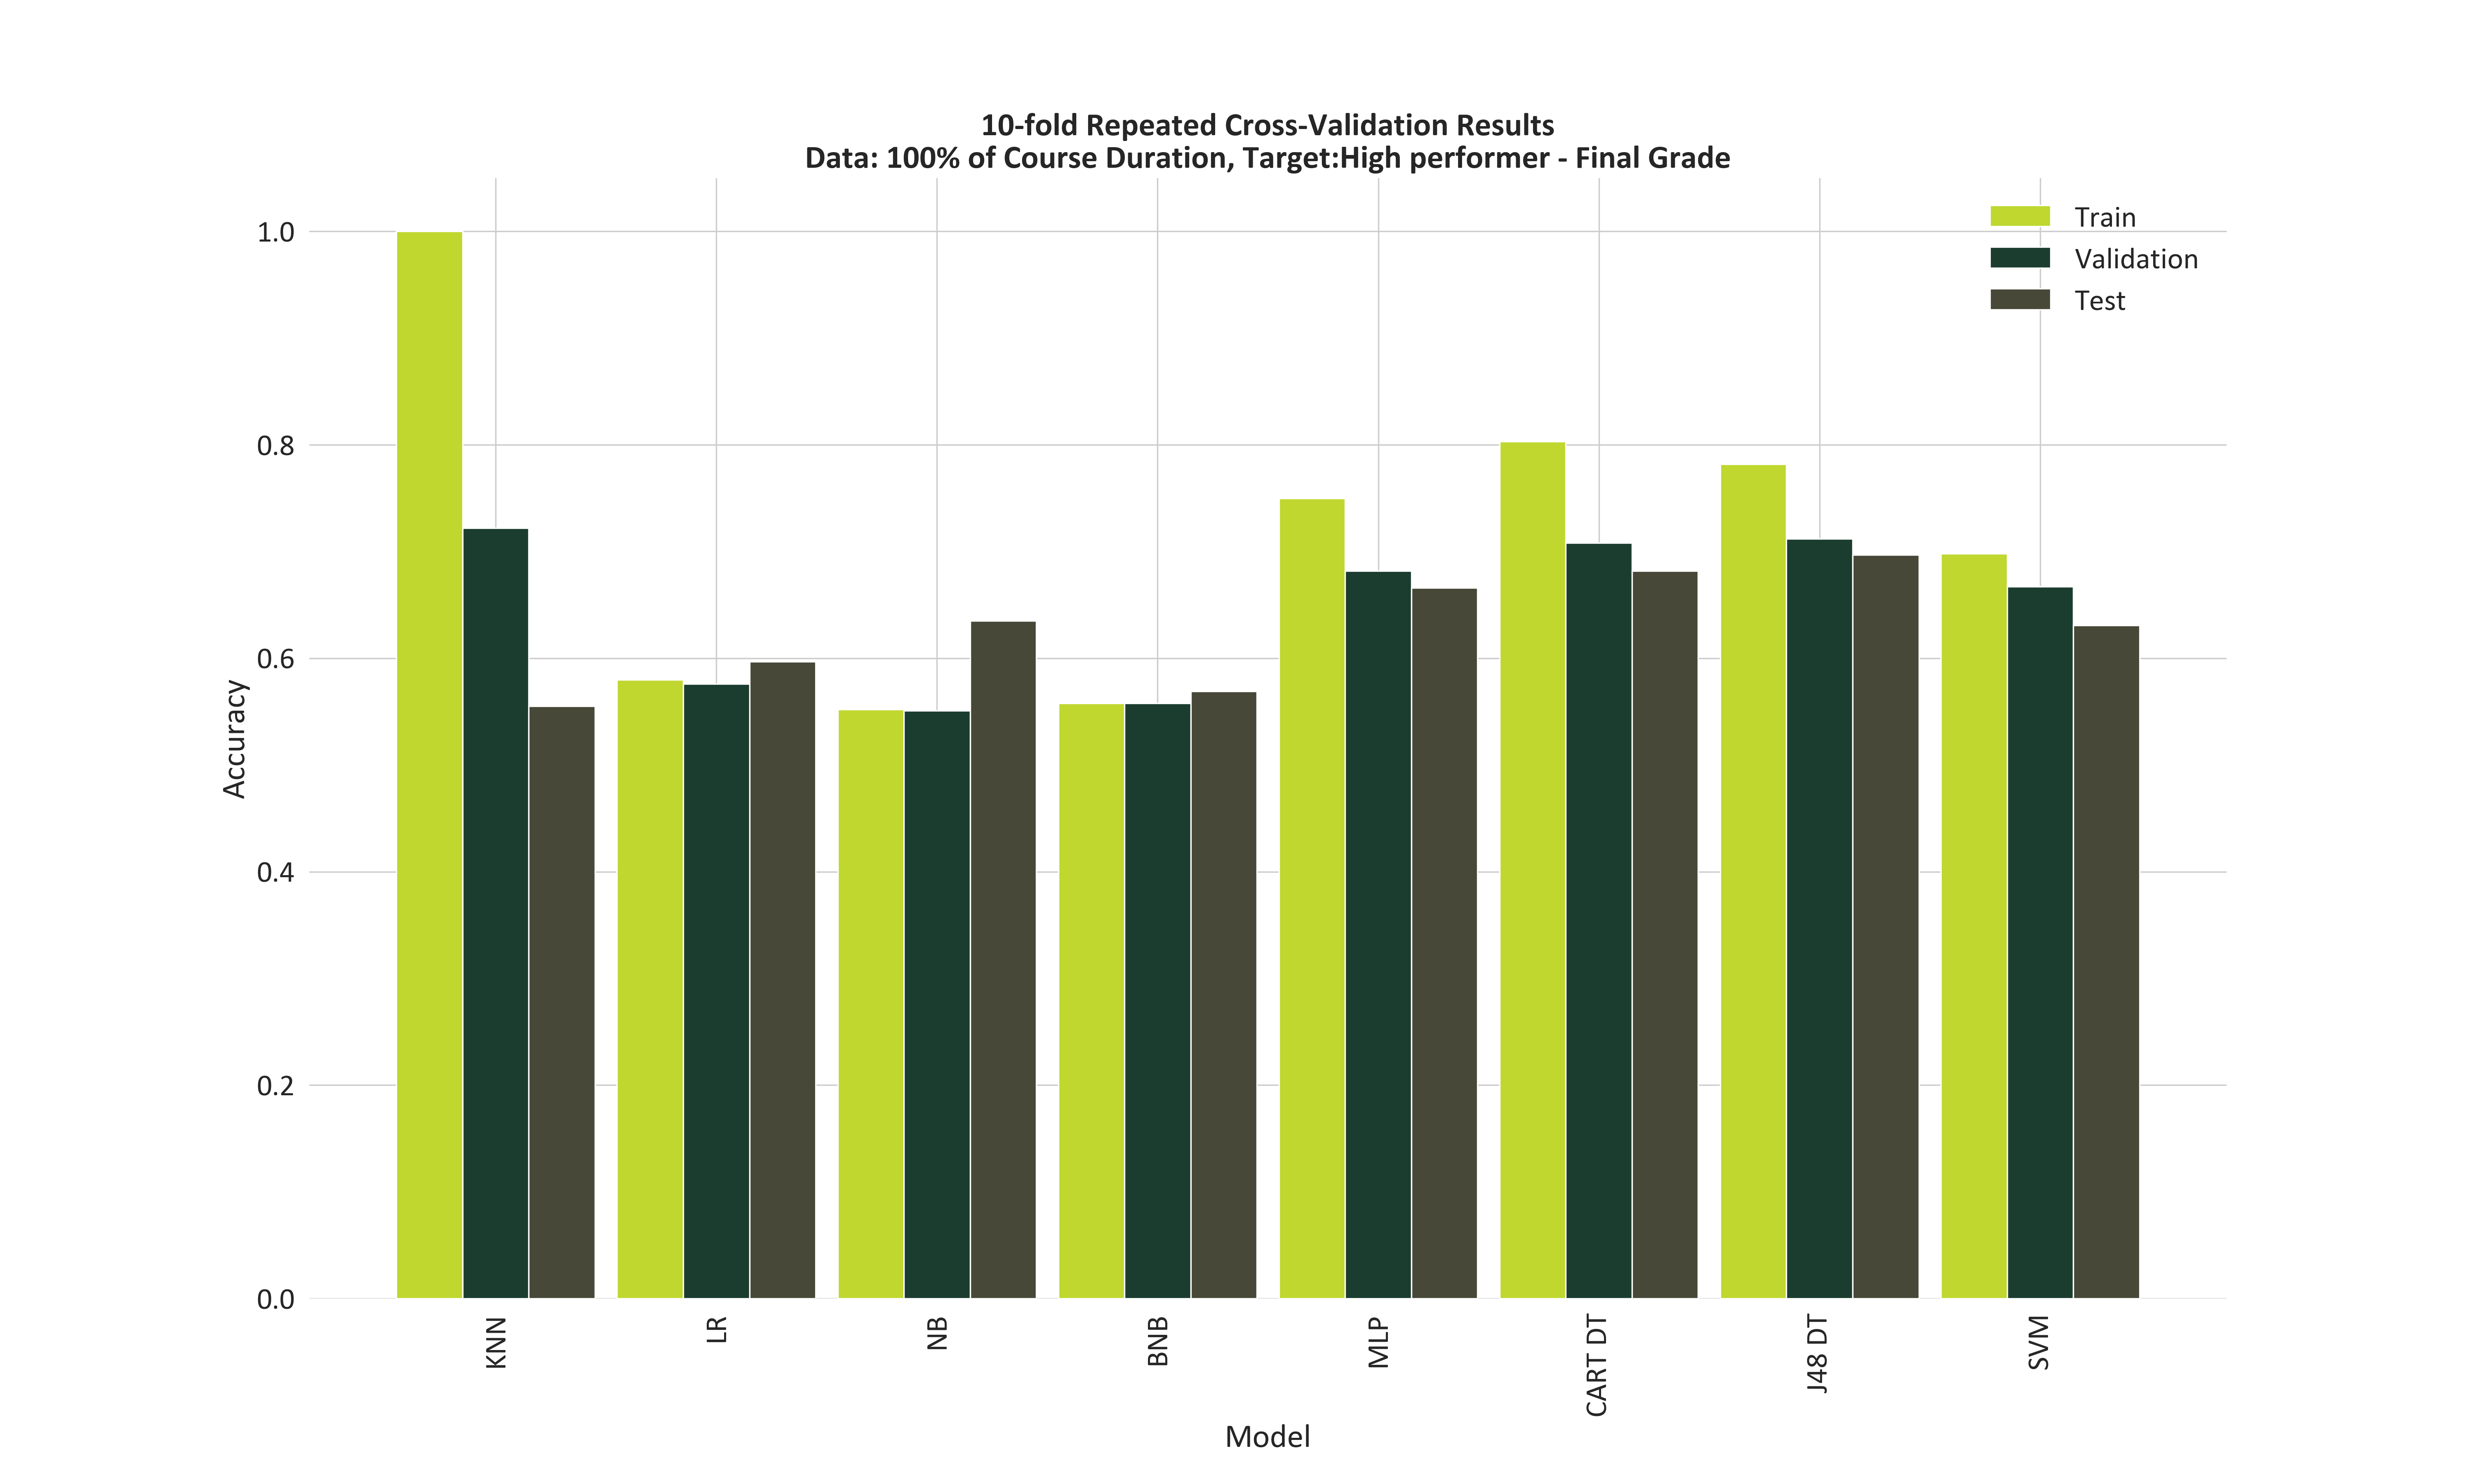 10-fold Repeated Cross-Validation Results
Data: 100% of Course Duration, Target:High performer - Final Grade
Train
Validation
Test
1.0
0.8
0.6
0.4
0.2
0.0
Accuracy
KNN
LR
NB
BNB
MLP
CART DT
J48 DT
SVM
Model